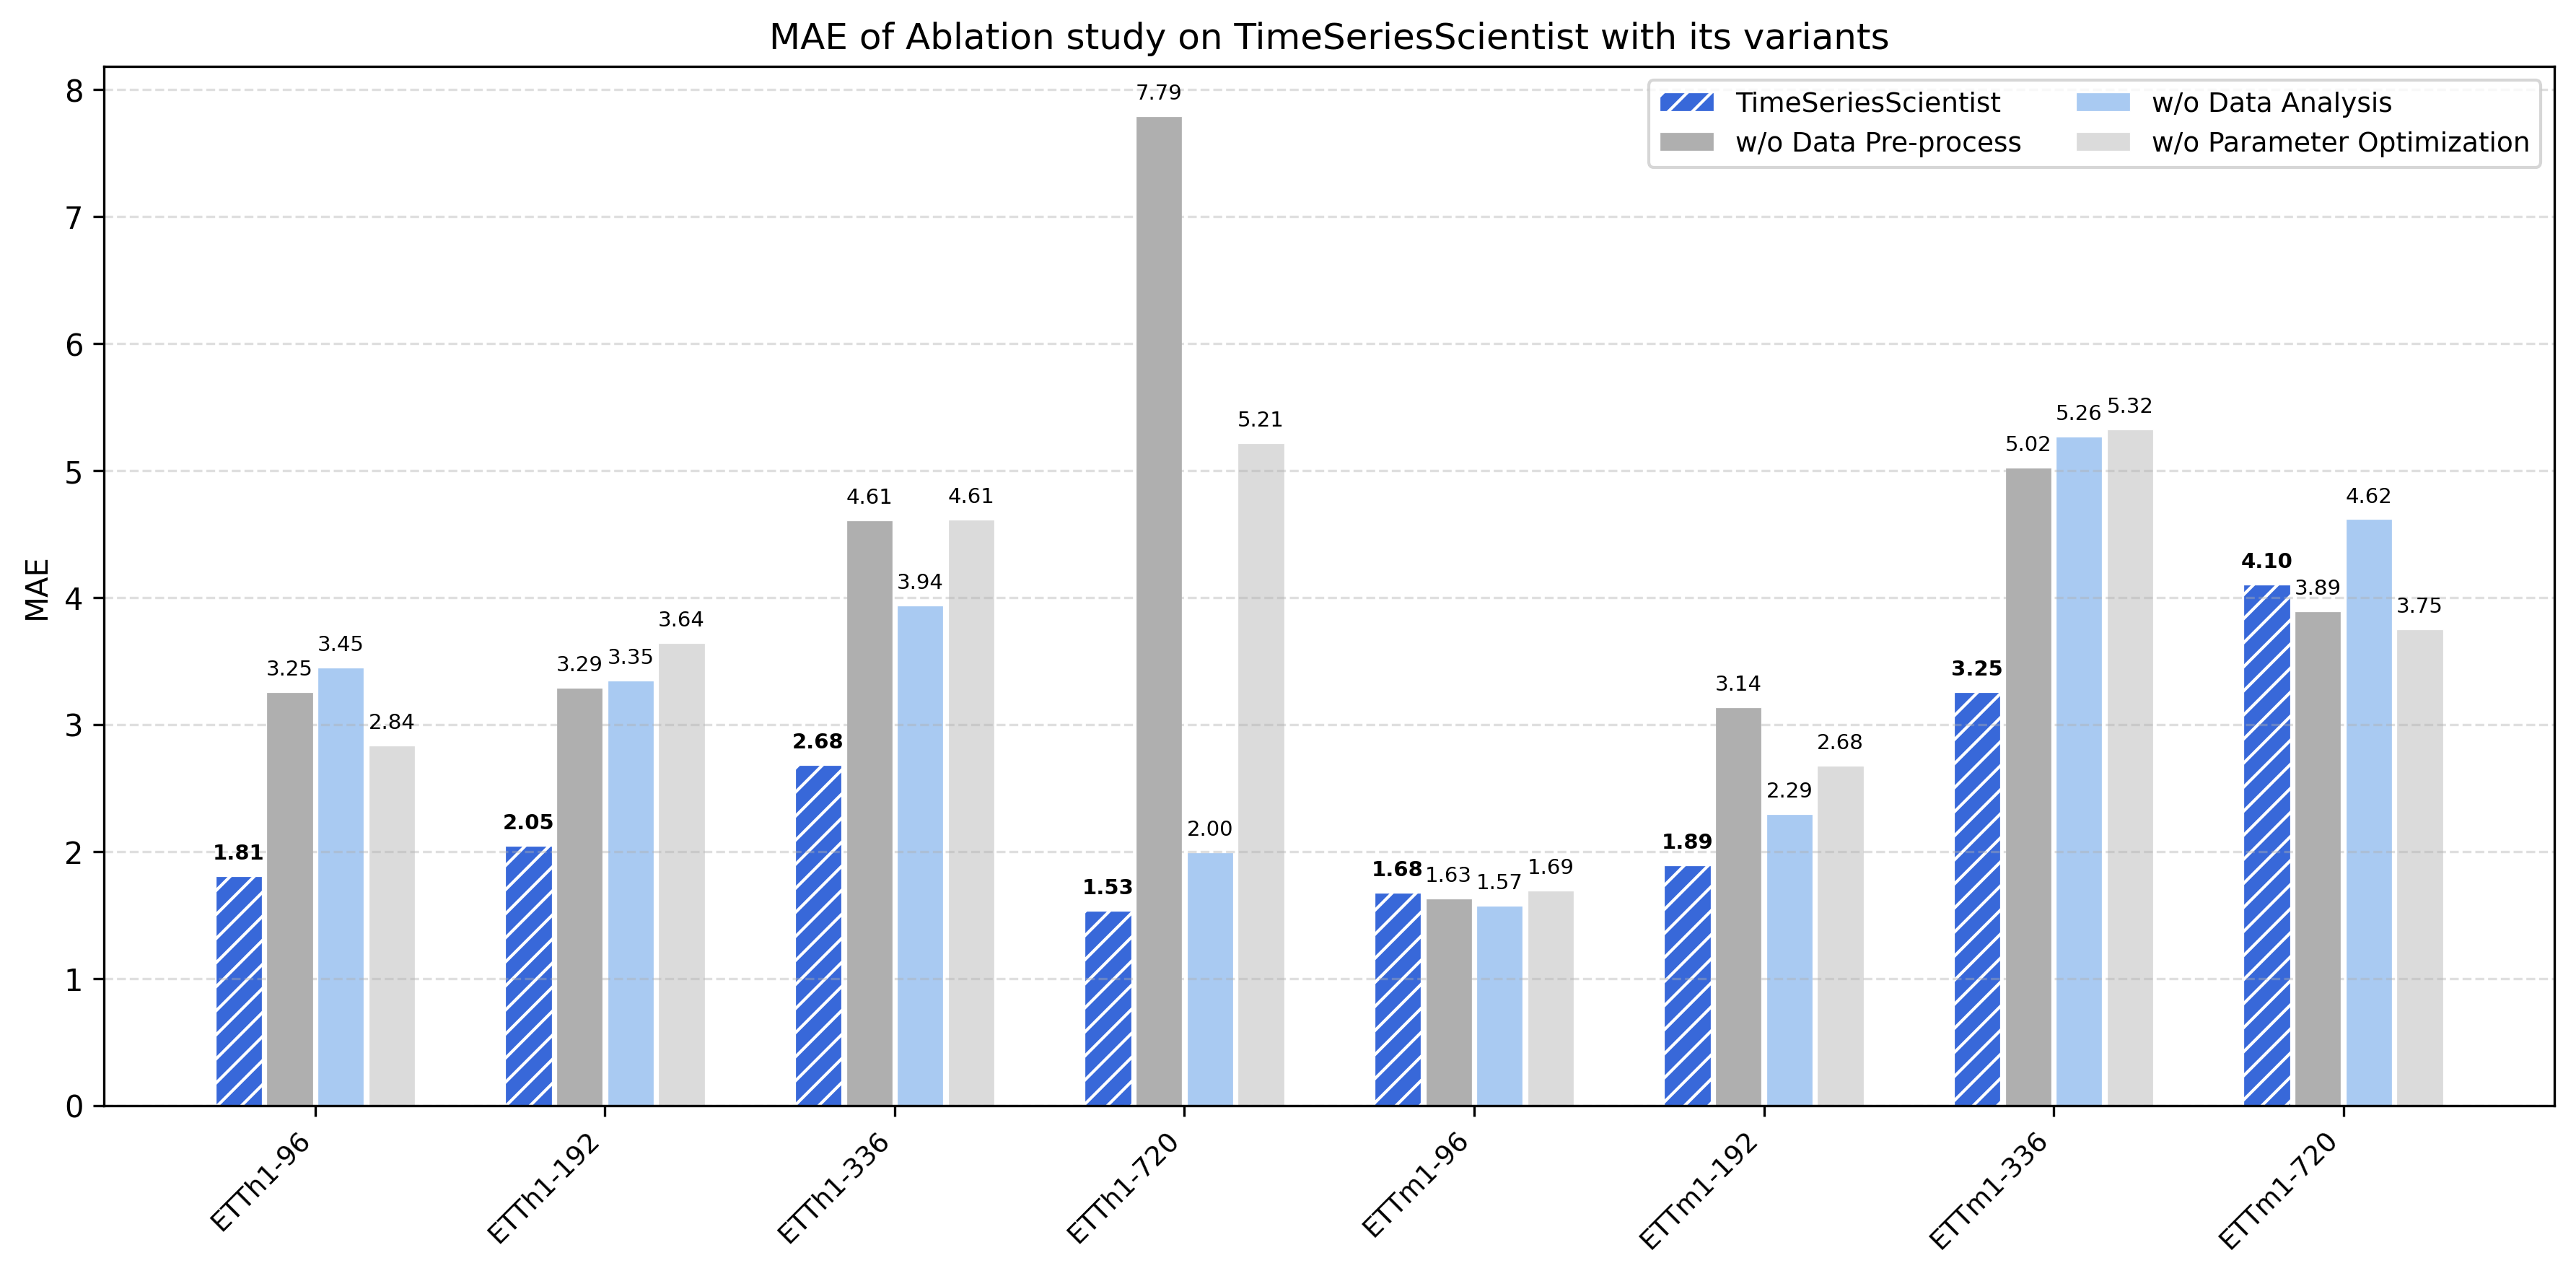 MAE of Ablation study on TimeSeriesScientist with its variants
TimeSeriesScientist
w/o Data Pre-process
w/o Data Analysis
w/o Parameter Optimization
MAE
8
7
6
5
4
3
2
1
0
1.81 3.25 3.45 2.84
2.05 3.29 3.35 3.64
2.68 4.61 3.94 4.61
1.53 7.79 2.00 5.21
1.68 1.63 1.57 1.69
1.89 3.14 2.29 2.68
3.25 5.02 5.26 5.32
4.10 3.89 4.62 3.75
ETTh1-96
ETTh1-192
ETTh1-336
ETTh1-720
ETTm1-96
ETTm1-192
ETTm1-336
ETTm1-720